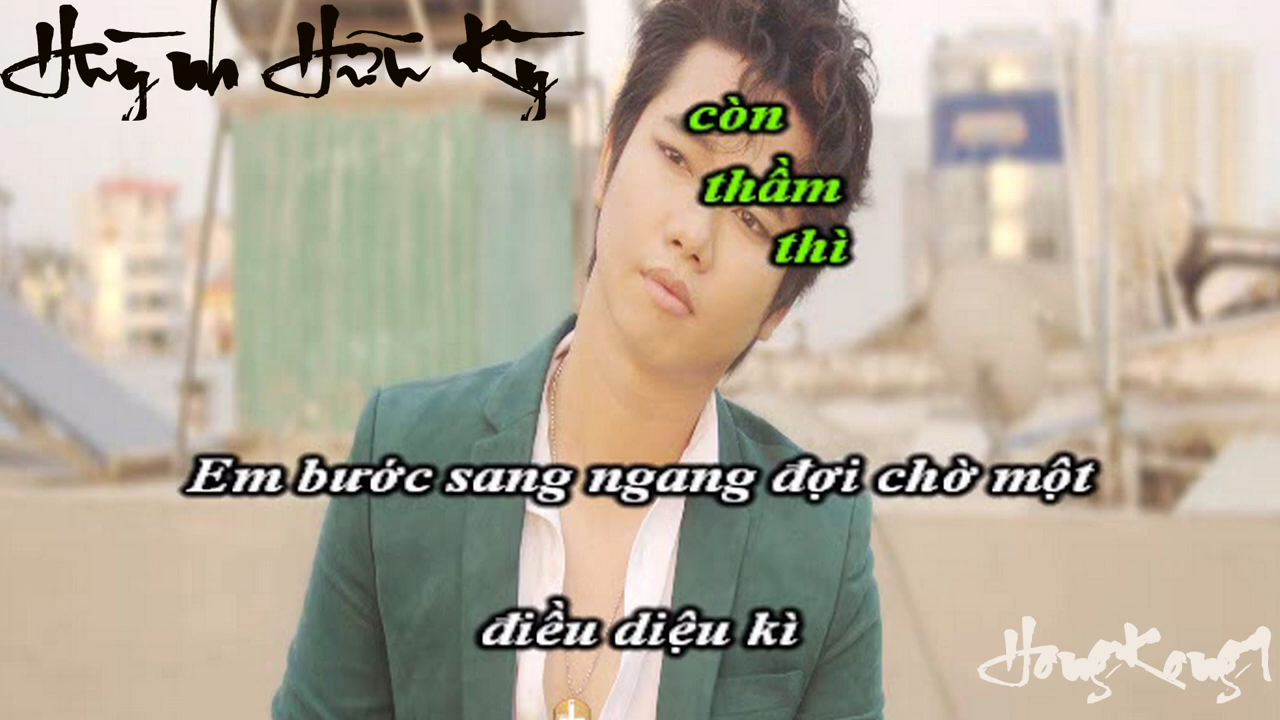 Huỳnh Hữu Kỳ
còn
thầm
thì
Em bước sang ngang đợi chờ một
điều diệu kì
HongKong1